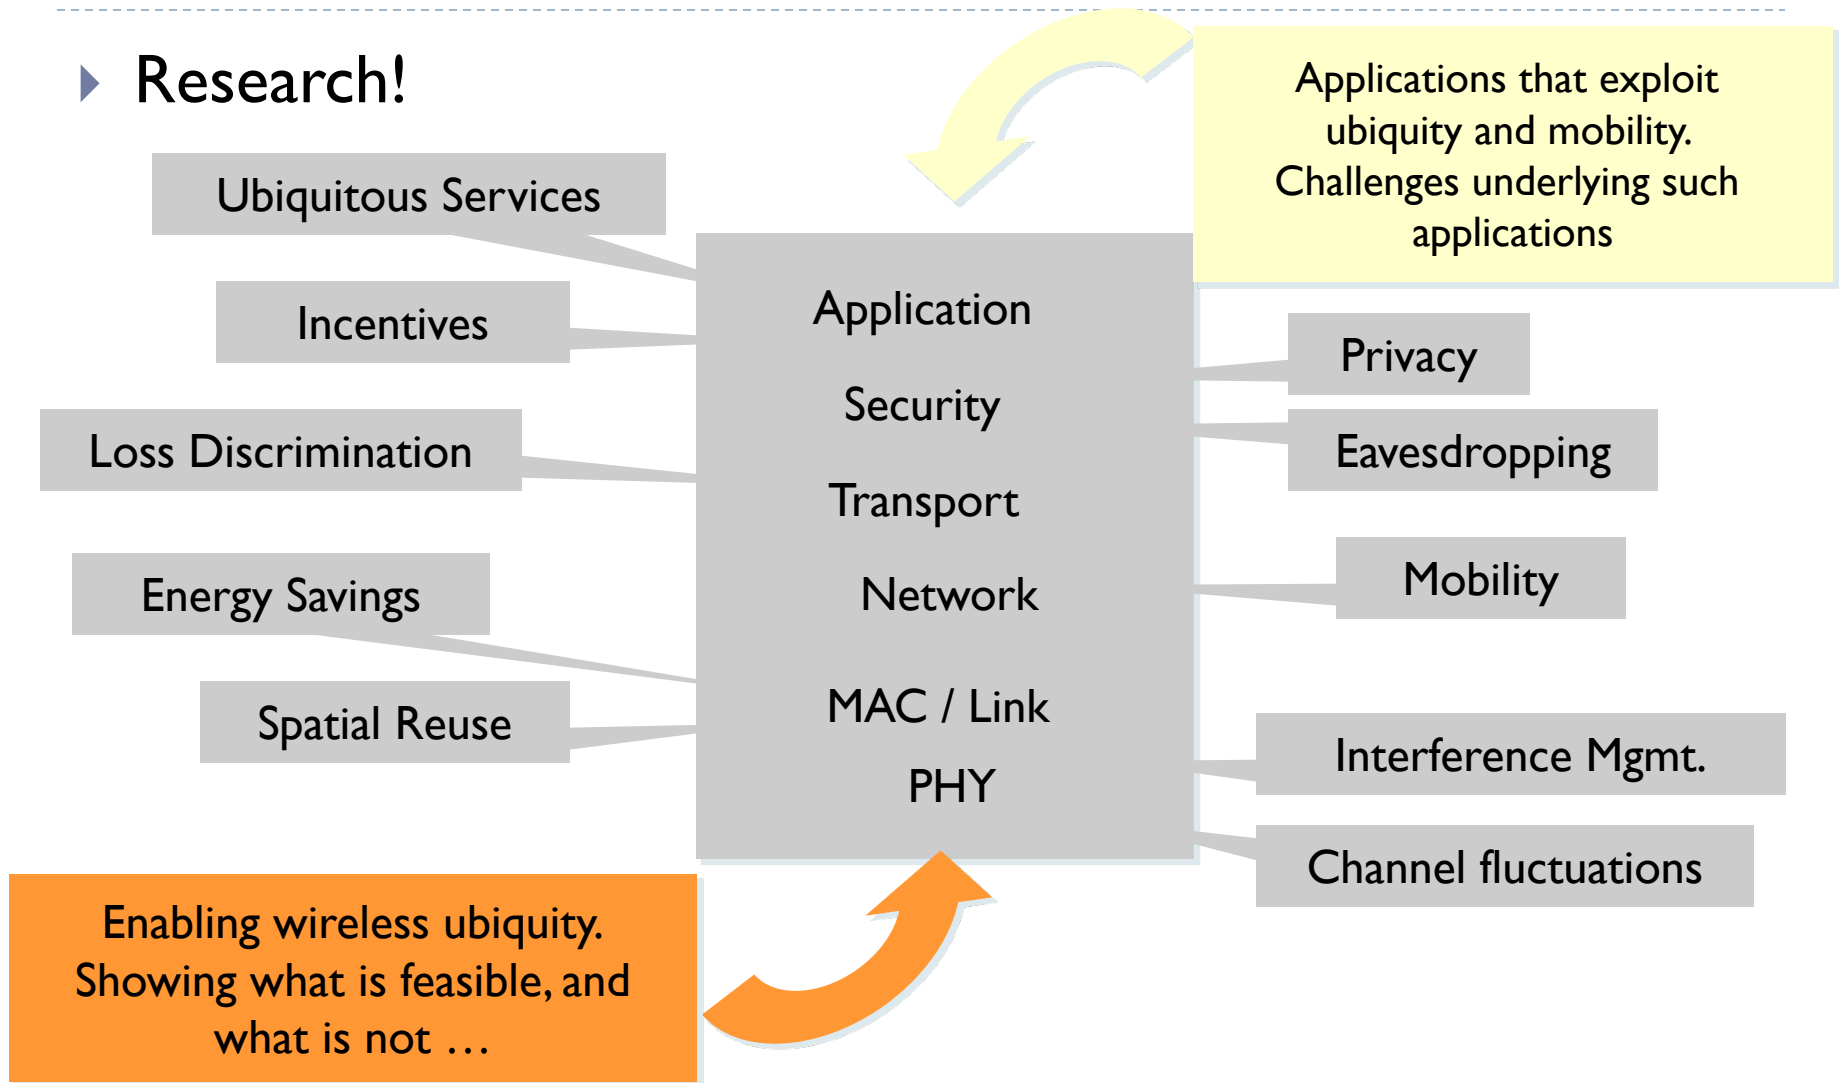 Research!
Applications that exploit
ubiquity and mobility.
Challenges underlying such
applications
Ubiquitous Services
Incentives
Loss Discrimination
Energy Savings
Spatial Reuse
Application
Security
Transport
Network
MAC / Link
PHY
Privacy
Eavesdropping
Mobility
Interference Mgmt.
Channel fluctuations
Enabling wireless ubiquity.
Showing what is feasible, and
what is not …